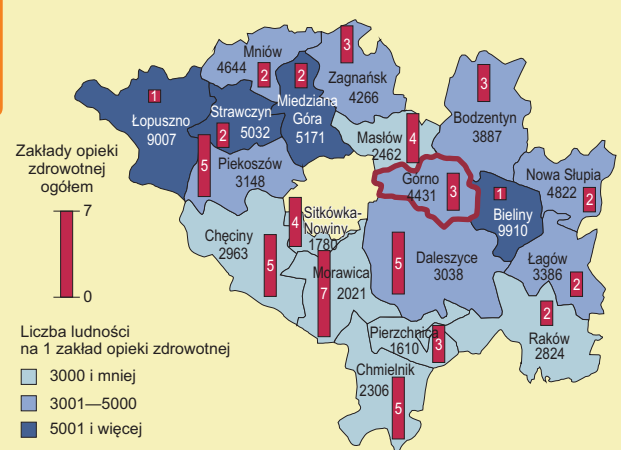 Mniów
4644
2
3
Zagnańsk
4266
1
Łopuszno
9007
Strawczyn
5032
2
2
Miedziana
Góra
5171
3
Bodzentyn
3887
Masłów
2462
4
5
Piekoszów
3148
Górno
4431
3
1
Bieliny
9910
Nowa Słupia
4822
2
Zakłady opieki
zdrowotnej
ogółem
7
0
4
Sitkówka-
Nowiny
1780
Chęciny
2963
5
Morawica
2021
7
5
Daleszyce
3038
Łagów
3386
2
2
Raków
2824
Pierzchnica
1610
3
Chmielnik
2306
5
Liczba ludności
na 1 zakład opieki zdrowotnej
3000 i mniej
3001—5000
5001 i więcej